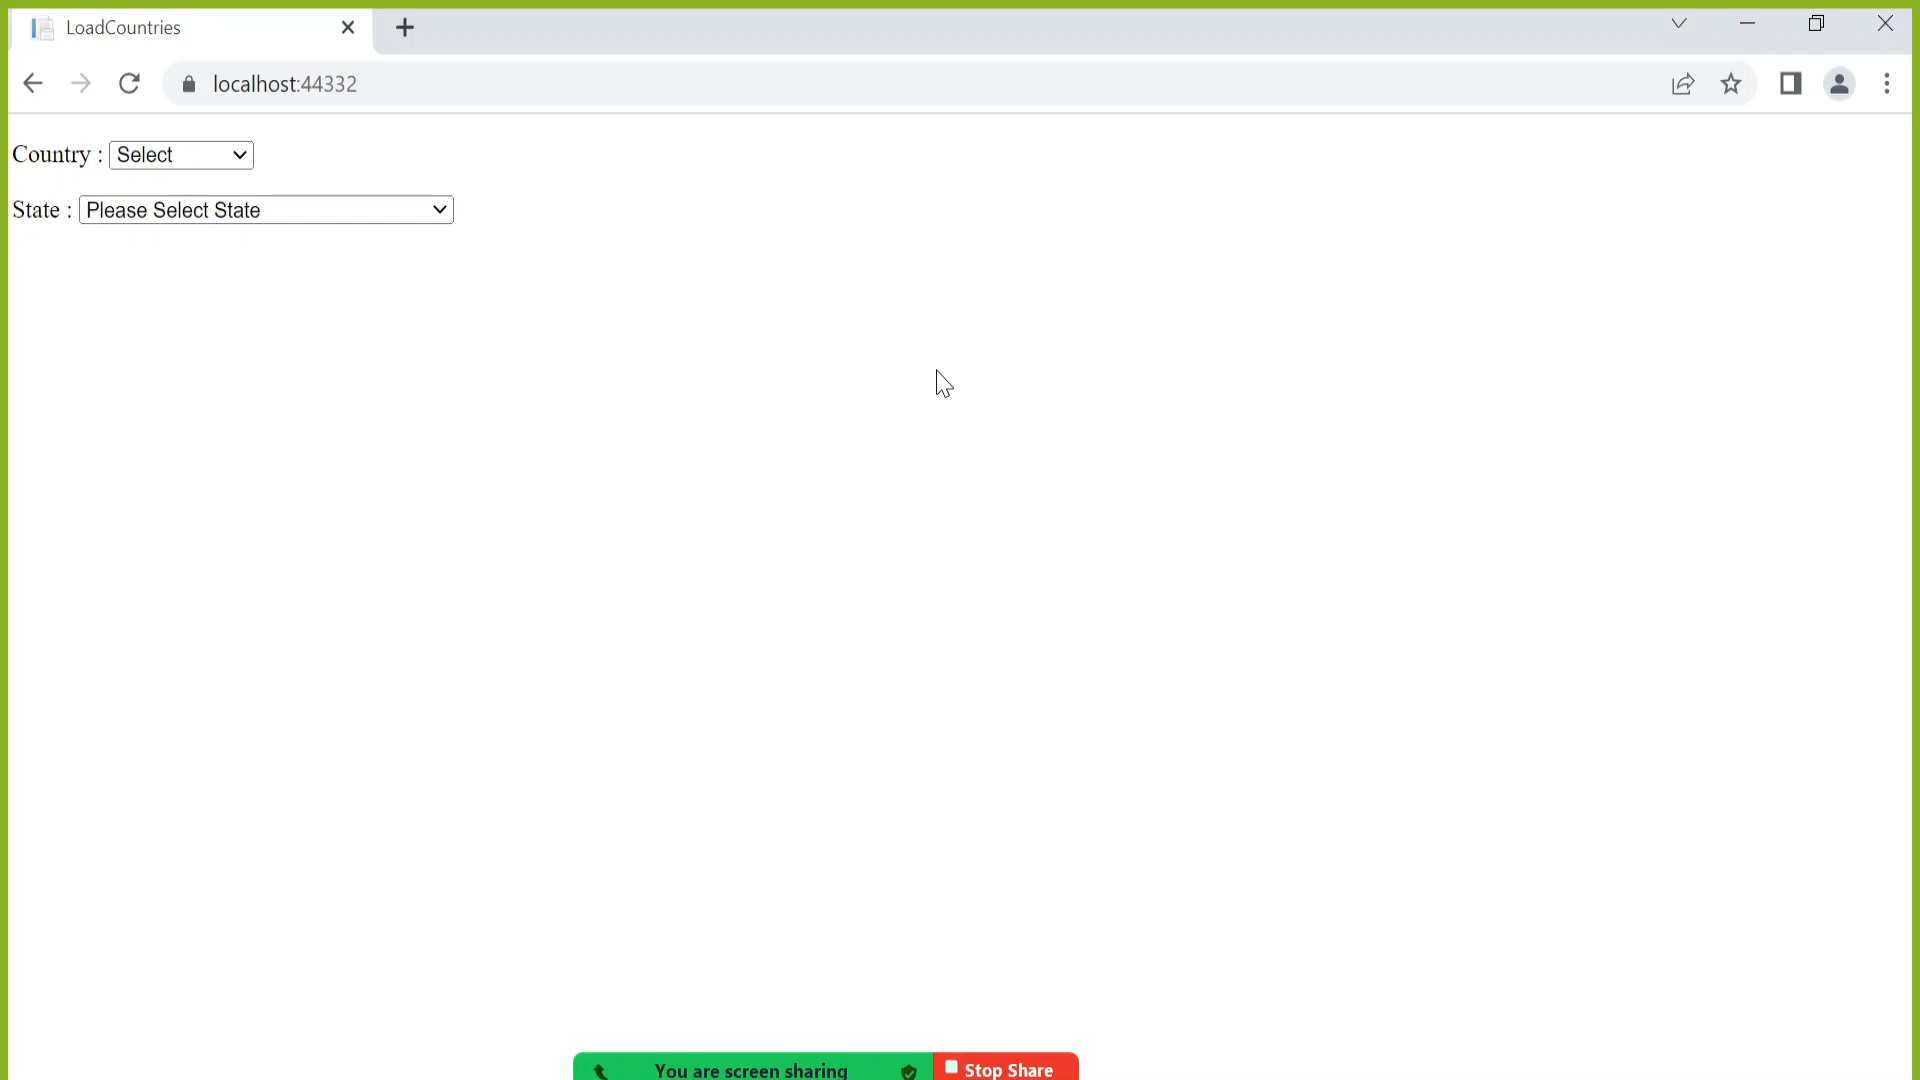 LoadCountries
localhost:44332
Country : Select
State : Please Select State
You are screen sharing
Stop Share